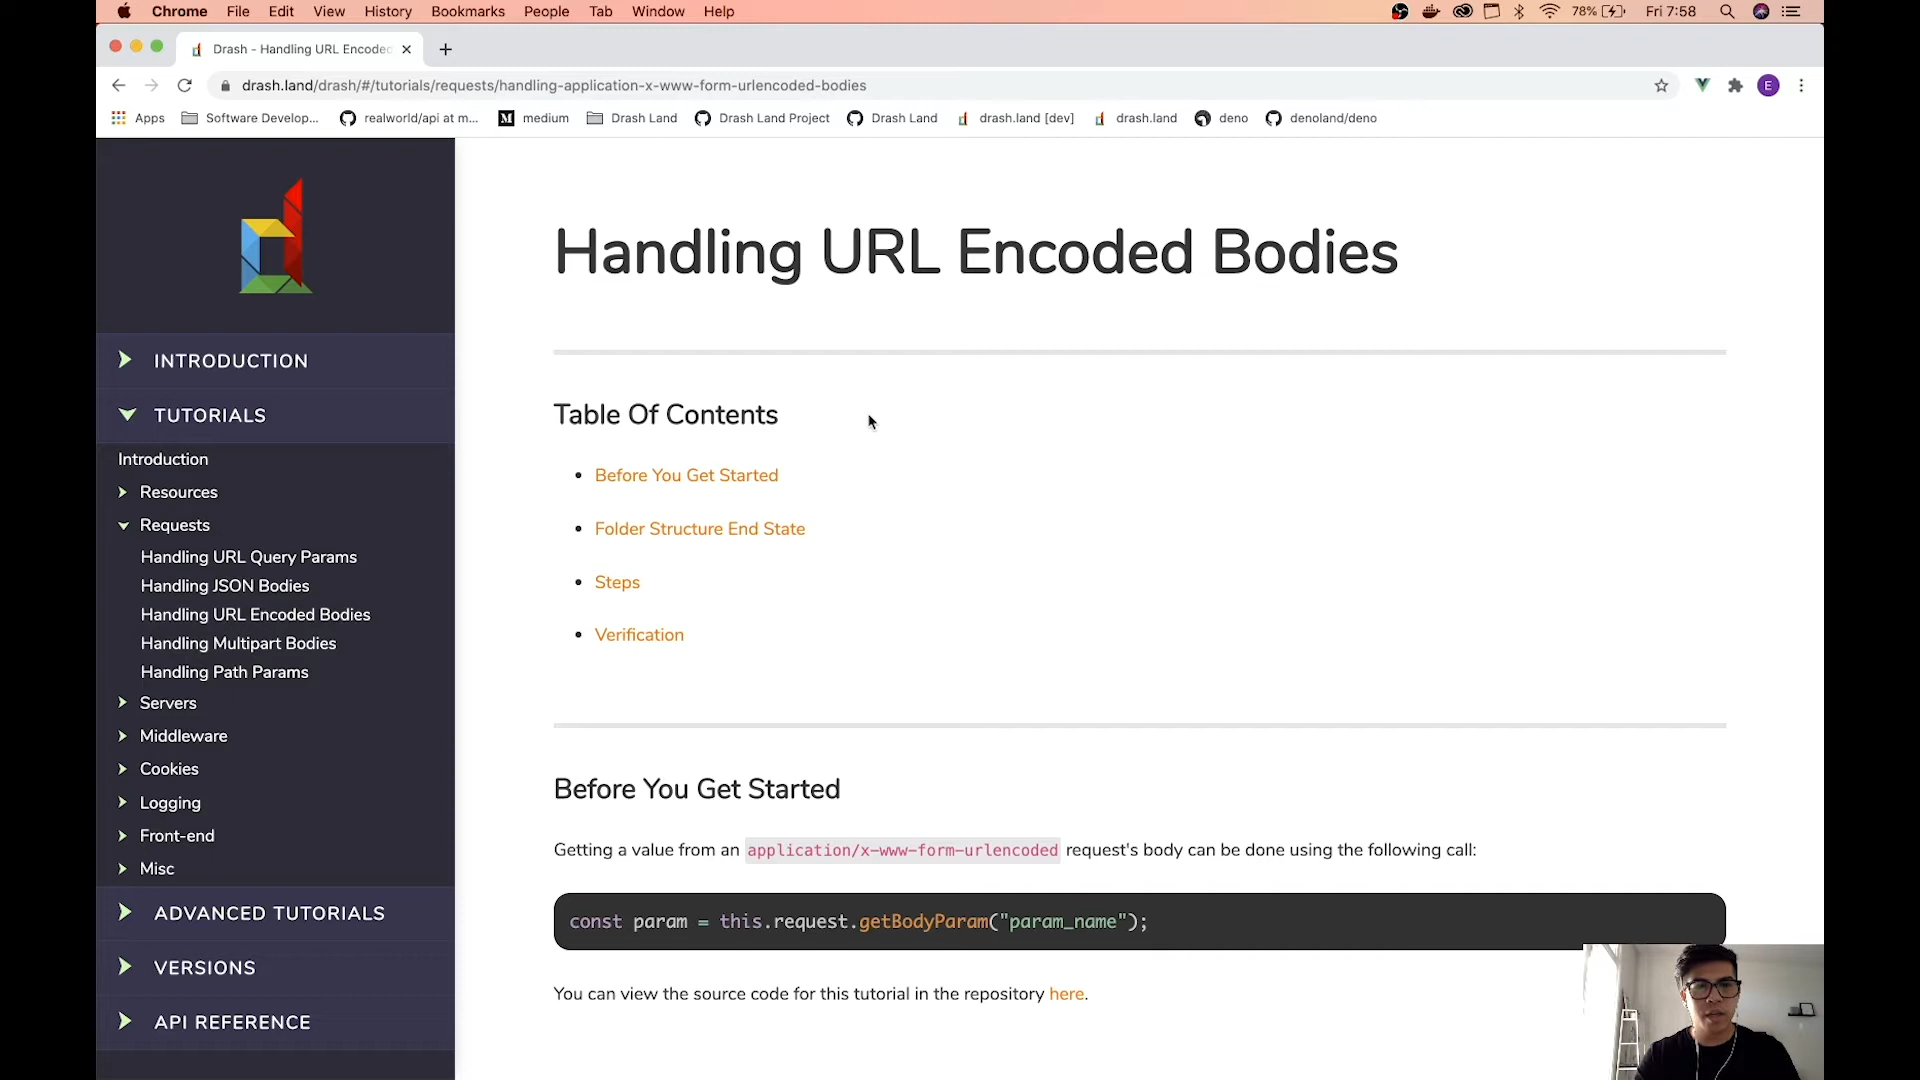 Chrome File Edit View History Bookmarks People Tab Window Help 78% Fri 7:58
Drash - Handling URL Encoded
drash.land/drash/#/tutorials/requests/handling-application-x-www-form-urlencoded-bodies E
Apps Software Develop... realworld/api at m... M medium Drash Land Drash Land Project Drash Land drash.land [dev] drash.land deno denoland/deno
INTRODUCTION
TUTORIALS
Introduction
Resources
Requests
Handling URL Query Params
Handling JSON Bodies
Handling URL Encoded Bodies
Handling Multipart Bodies
Handling Path Params
Servers
Middleware
Cookies
Logging
Front-end
Misc
ADVANCED TUTORIALS
VERSIONS
API REFERENCE
Handling URL Encoded Bodies
Table Of Contents
Before You Get Started
Folder Structure End State
Steps
Verification
Before You Get Started
Getting a value from an application/x-www-form-urlencoded request's body can be done using the following call:
const param = this.request.getBodyParam("param_name");
You can view the source code for this tutorial in the repository here.